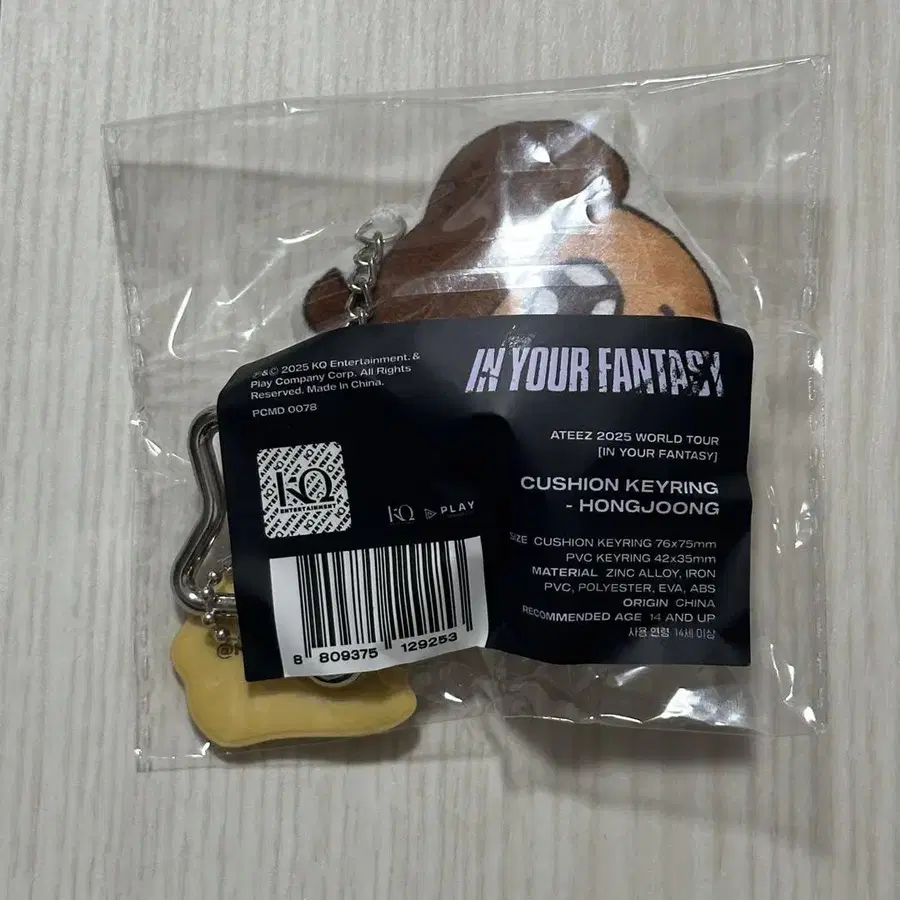 ℗&© 2025 KQ Entertainment. &
Play Company Corp. All Rights
Reserved. Made in China.
PCMD 0078
IN YOUR FANTASY
ATEEZ 2025 WORLD TOUR
[IN YOUR FANTASY]
CUSHION KEYRING
- HONGJOONG
SIZE CUSHION KEYRING 76x75mm
PVC KEYRING 42x35mm
MATERIAL ZINC ALLOY, IRON
PVC, POLYESTER, EVA, ABS
ORIGIN CHINA
RECOMMENDED AGE 14 AND UP
사용 연령 14세 이상
KQ
ENTERTAINMENT
KQ PLAY
8 809375 129253